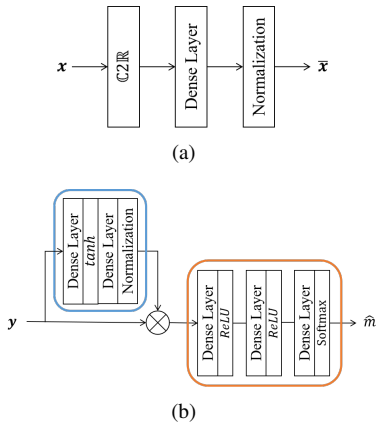 x
ℂ2ℝ
Dense Layer
Normalization
x̄
(a)
Dense Layer
tanh
Dense Layer
Normalization
y
Dense Layer
ReLU
Dense Layer
ReLU
Dense Layer
Softmax
m̂
(b)